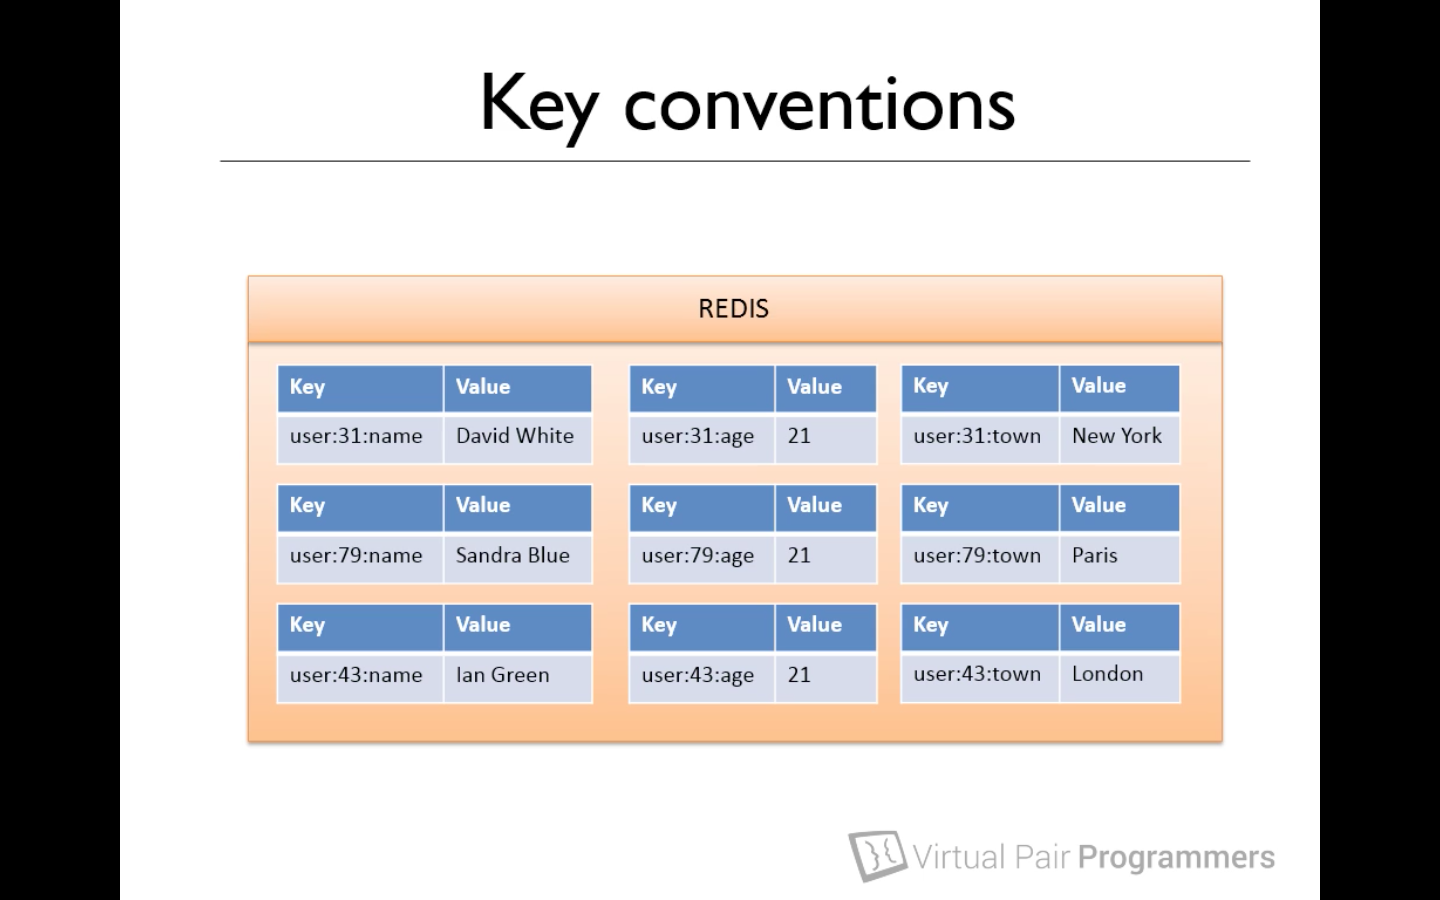 Key conventions
REDIS
Key Value Key Value Key Value
user:31:name David White user:31:age 21 user:31:town New York
Key Value Key Value Key Value
user:79:name Sandra Blue user:79:age 21 user:79:town Paris
Key Value Key Value Key Value
user:43:name Ian Green user:43:age 21 user:43:town London
Virtual Pair Programmers